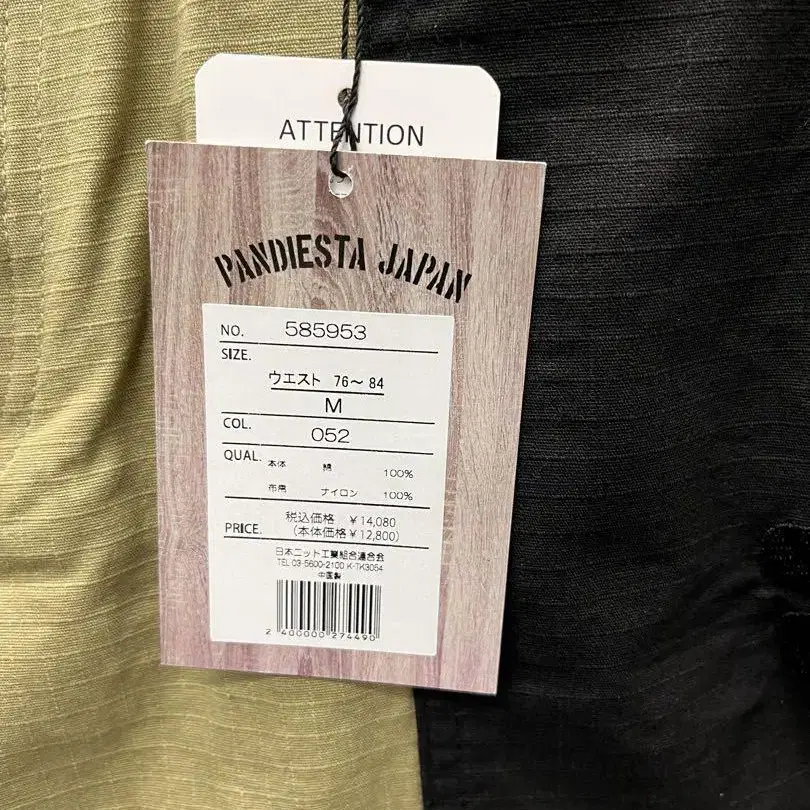 ATTENTION
PANDIESTA JAPAN
NO. 585953
SIZE.
ウエスト 76～84
M
COL. 052
QUAL. 本体 綿 100%
布帛 ナイロン 100%
税込価格 ￥14,080
PRICE. (本体価格￥12,800)
日本ニット工業組合連合会
TEL 03-5600-2100 K-TK3054
中国製
2 400000 274490